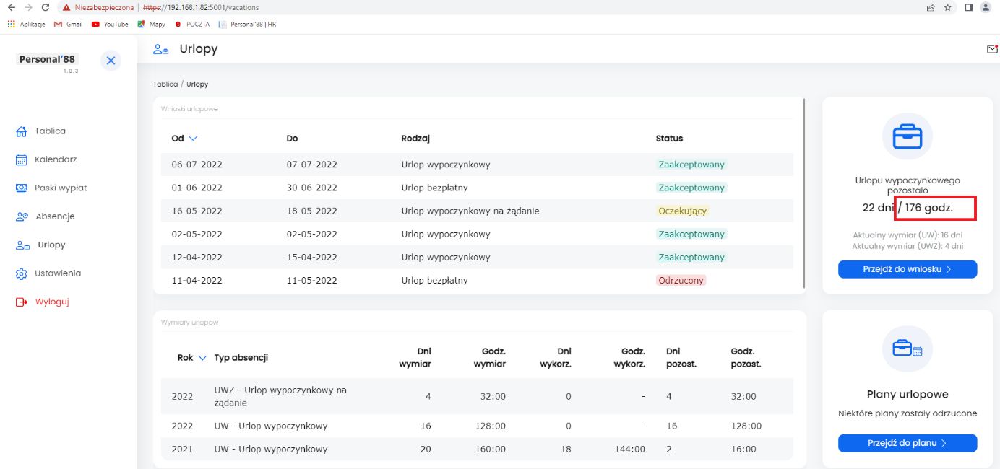 Niezabezpieczona https://192.168.1.82:5001/vacations
Aplikacje Gmail YouTube Mapy POCZTA Personal'88 | HR
Personal'88
1.9.3
Tablica
Kalendarz
Paski wypłat
Absencje
Urlopy
Ustawienia
Wyloguj
Urlopy
Tablica / Urlopy
Wnioski urlopowe
Od Do Rodzaj Status
06-07-2022 07-07-2022 Urlop wypoczynkowy Zaakceptowany
01-06-2022 30-06-2022 Urlop bezpłatny Zaakceptowany
16-05-2022 18-05-2022 Urlop wypoczynkowy na żądanie Oczekujący
02-05-2022 02-05-2022 Urlop wypoczynkowy Zaakceptowany
12-04-2022 15-04-2022 Urlop wypoczynkowy Zaakceptowany
11-04-2022 11-05-2022 Urlop bezpłatny Odrzucony
Urlopu wypoczynkowego
pozostało
22 dni / 176 godz.
Aktualny wymiar (UW): 16 dni
Aktualny wymiar (UWZ): 4 dni
Przejdź do wniosku
Wymiary urlopów
Rok Typ absencji Dni wymiar Godz. wymiar Dni wykorz. Godz. wykorz. Dni pozost. Godz. pozost.
2022 UWZ - Urlop wypoczynkowy na żądanie 4 32:00 0 - 4 32:00
2022 UW - Urlop wypoczynkowy 16 128:00 0 - 16 128:00
2021 UW - Urlop wypoczynkowy 20 160:00 18 144:00 2 16:00
Plany urlopowe
Niektóre plany zostały odrzucone
Przejdź do planu